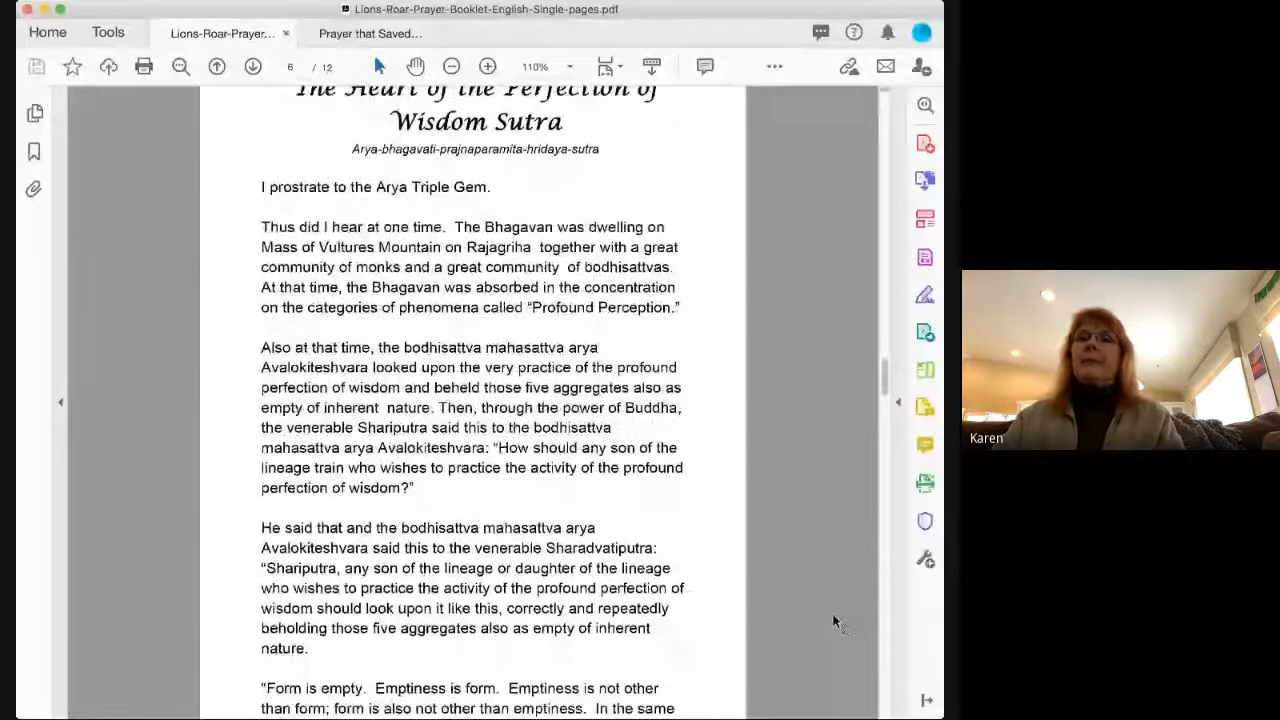 Lions-Roar-Prayer-Booklet-English-Single-pages.pdf
Home Tools Lions-Roar-Prayer... × Prayer that Saved...
6 / 12 110%
The Heart of the Perfection of
Wisdom Sutra
Arya-bhagavati-prajnaparamita-hridaya-sutra
I prostrate to the Arya Triple Gem.
Thus did I hear at one time. The Bhagavan was dwelling on
Mass of Vultures Mountain on Rajagriha together with a great
community of monks and a great community of bodhisattvas.
At that time, the Bhagavan was absorbed in the concentration
on the categories of phenomena called “Profound Perception.”
Also at that time, the bodhisattva mahasattva arya
Avalokiteshvara looked upon the very practice of the profound
perfection of wisdom and beheld those five aggregates also as
empty of inherent nature. Then, through the power of Buddha,
the venerable Shariputra said this to the bodhisattva
mahasattva arya Avalokiteshvara: “How should any son of the
lineage train who wishes to practice the activity of the profound
perfection of wisdom?”
He said that and the bodhisattva mahasattva arya
Avalokiteshvara said this to the venerable Sharadvatiputra:
“Shariputra, any son of the lineage or daughter of the lineage
who wishes to practice the activity of the profound perfection of
wisdom should look upon it like this, correctly and repeatedly
beholding those five aggregates also as empty of inherent
nature.
“Form is empty. Emptiness is form. Emptiness is not other
than form; form is also not other than emptiness. In the same
Karen